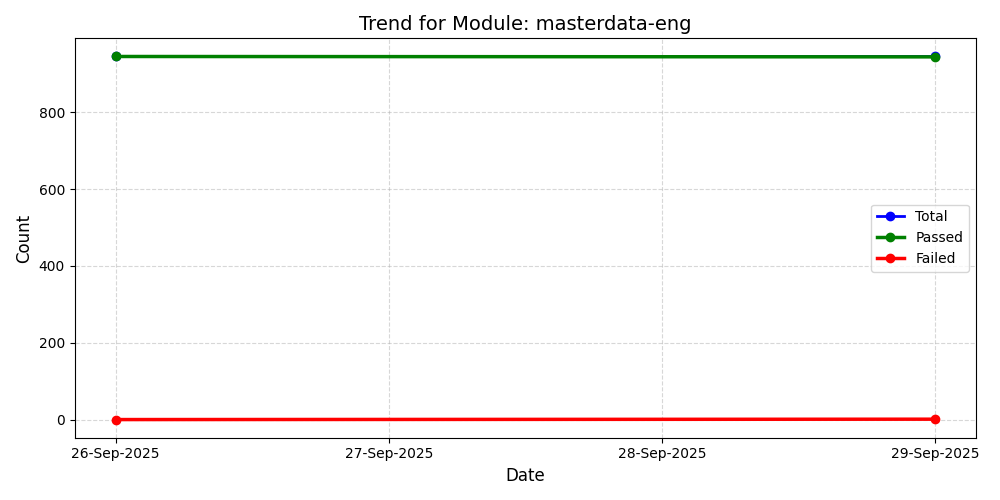 Trend for Module: masterdata-eng
Count
800
600
400
200
0
Total
Passed
Failed
26-Sep-2025
27-Sep-2025
28-Sep-2025
29-Sep-2025
Date